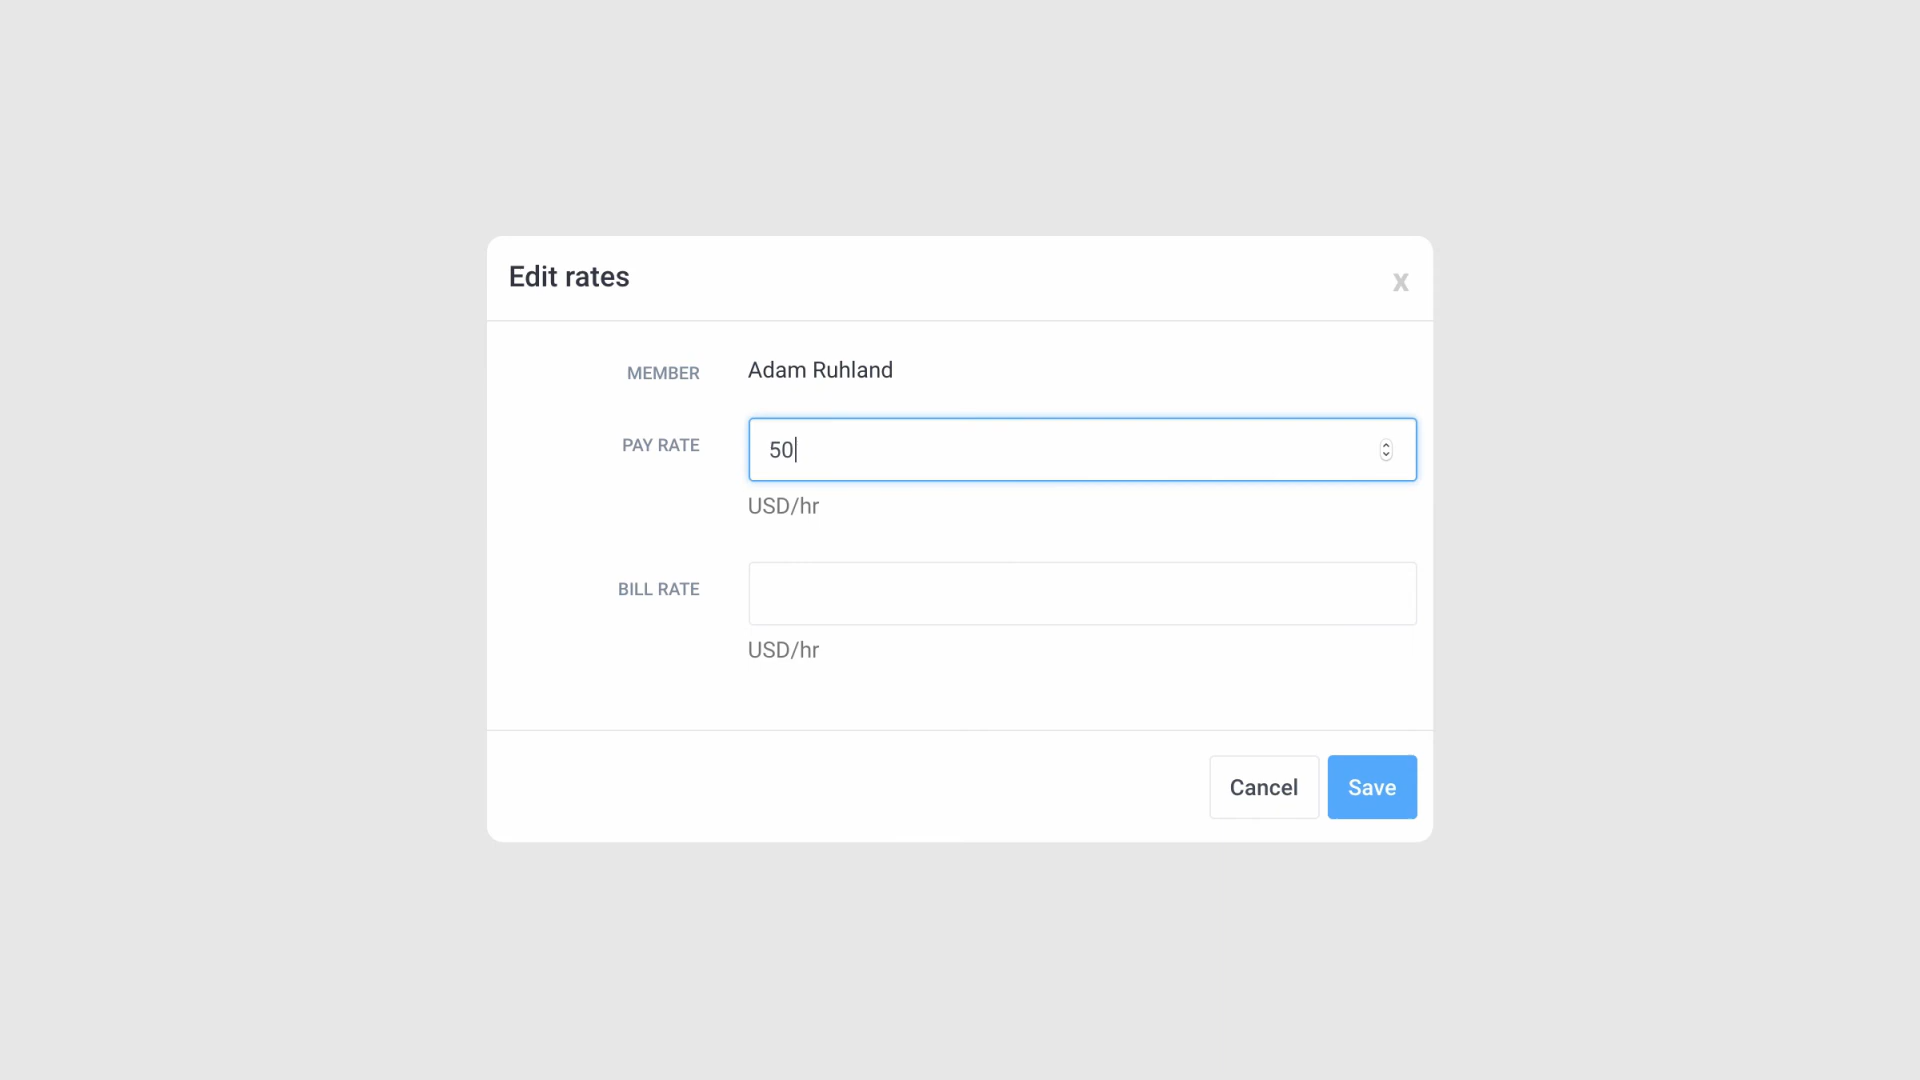 Edit rates
x
MEMBER
Adam Ruhland
PAY RATE
50
USD/hr
BILL RATE
USD/hr
Cancel
Save